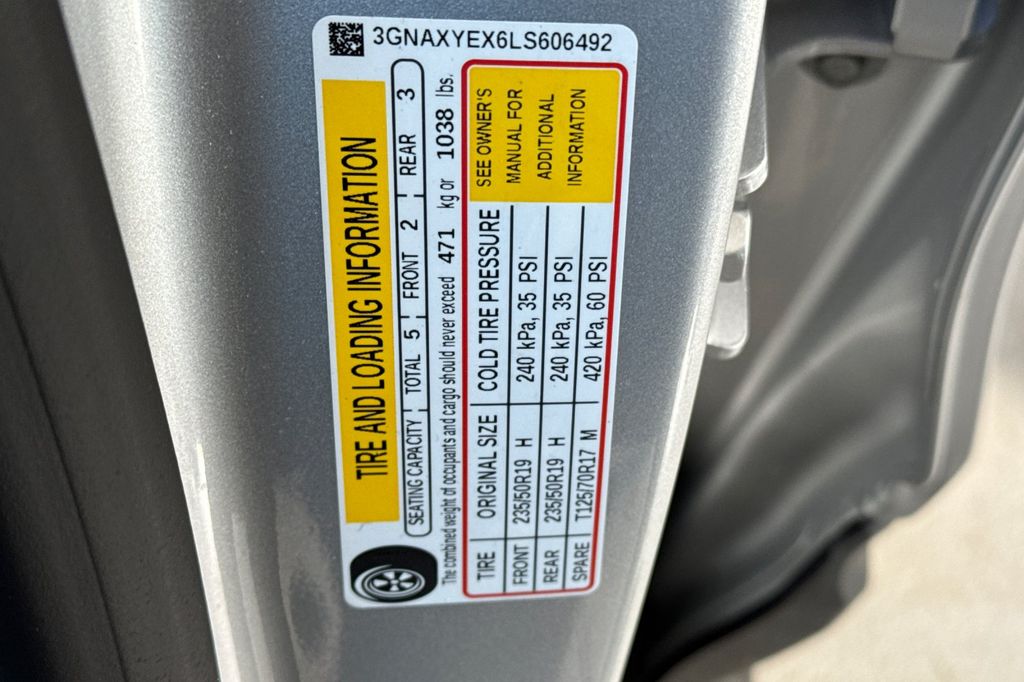 3GNAXYEX6LS606492
TIRE AND LOADING INFORMATION
SEATING CAPACITY TOTAL 5 FRONT 2 REAR 3
The combined weight of occupants and cargo should never exceed 471 kg or 1038 lbs.
TIRE ORIGINAL SIZE COLD TIRE PRESSURE
FRONT 235/50R19 H 240 kPa, 35 PSI
REAR 235/50R19 H 240 kPa, 35 PSI
SPARE T125/70R17 M 420 kPa, 60 PSI
SEE OWNER'S
MANUAL FOR
ADDITIONAL
INFORMATION